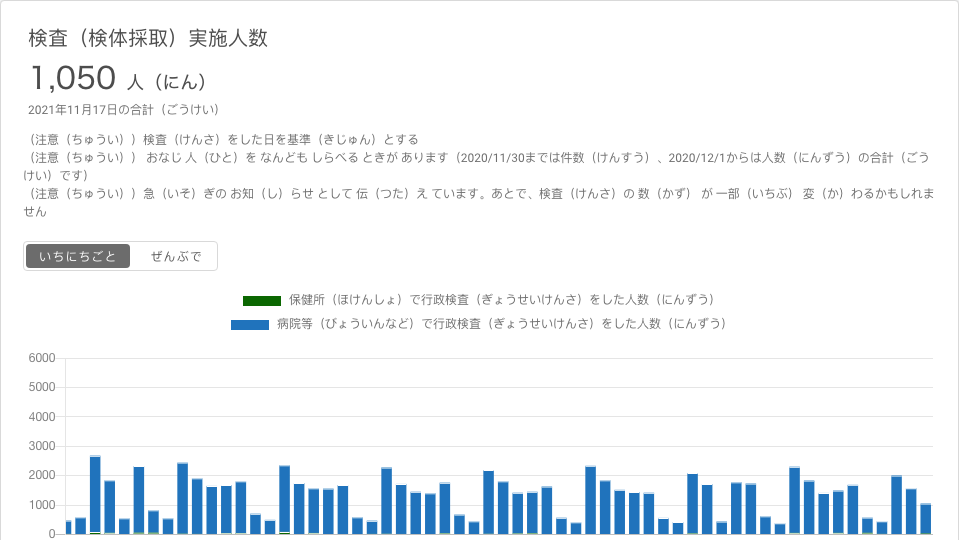 検査（検体採取）実施人数
1,050 人（にん）
2021年11月17日の合計（ごうけい）
（注意（ちゅうい））検査（けんさ）をした日を基準（きじゅん）とする
（注意（ちゅうい）） おなじ 人（ひと）を なんども しらべる ときが あります（2020/11/30までは件数（けんすう）、2020/12/1からは人数（にんずう）の合計（ごう
けい）です）
（注意（ちゅうい））急（いそ）ぎの お知（し）らせ として 伝（つた）え ています。あとで、検査（けんさ）の 数（かず） が 一部（いちぶ） 変（か）わるかもしれま
せん
いちにちごと ぜんぶで
保健所（ほけんしょ）で行政検査（ぎょうせいけんさ）をした人数（にんずう）
病院等（びょういんなど）で行政検査（ぎょうせいけんさ）をした人数（にんずう）
6000
5000
4000
3000
2000
1000
0